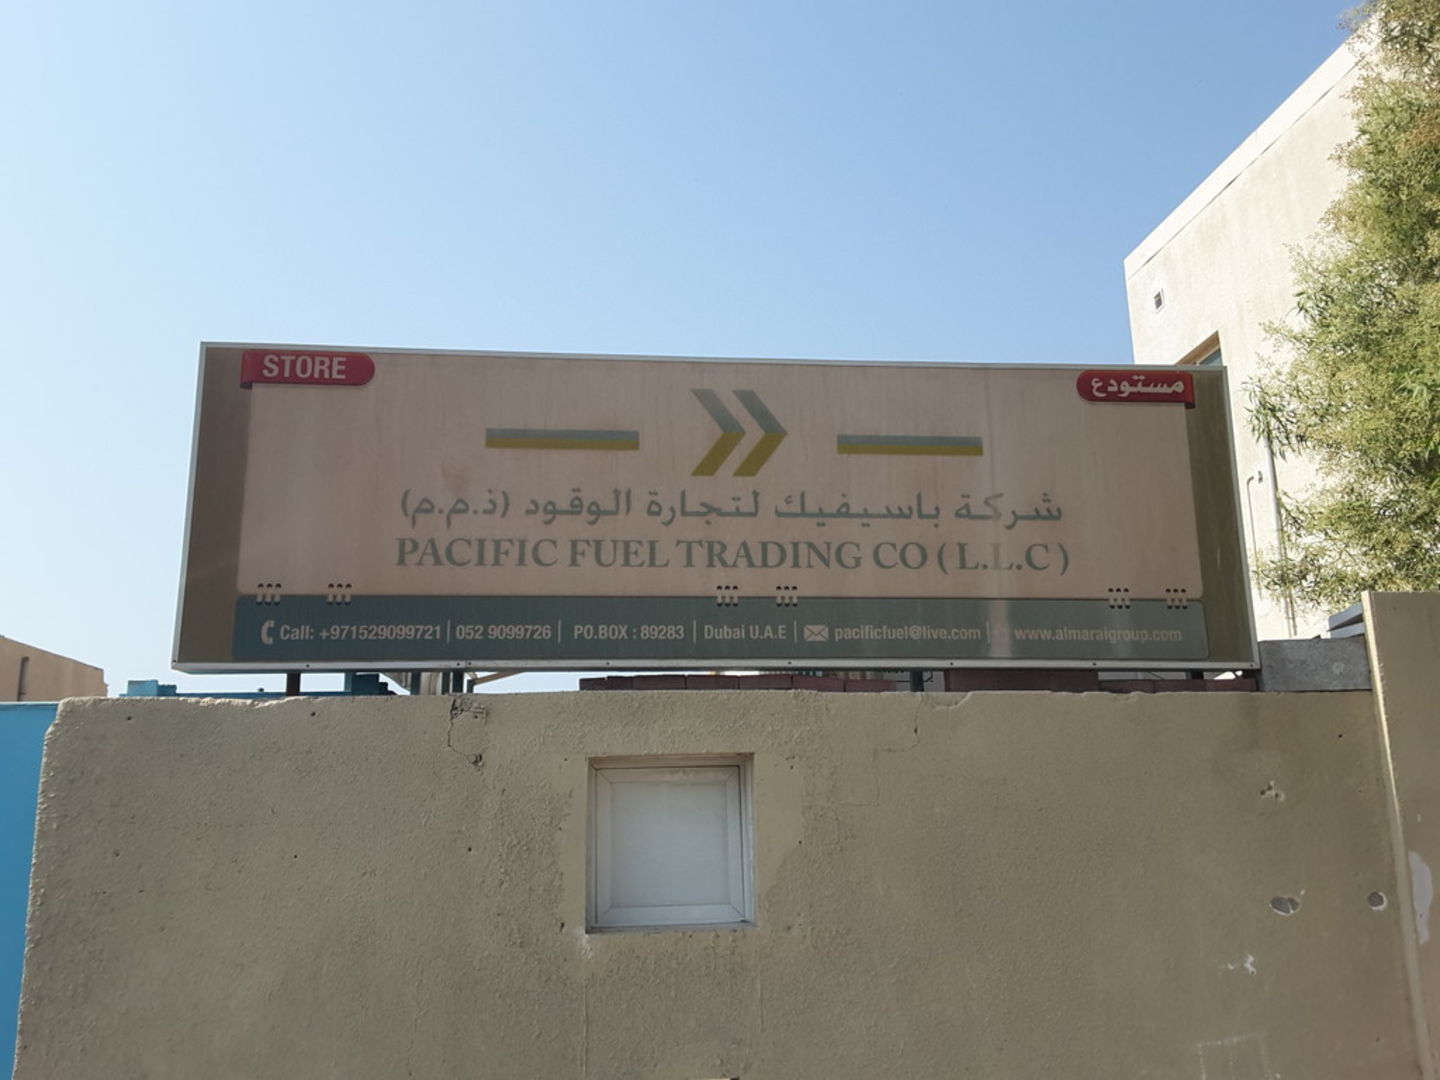 STORE
مستودع
شركة باسيفيك لتجارة الوقود (ذ.م.م)
PACIFIC FUEL TRADING CO ( L.L.C )
Call: +971529099721 | 052 9099726 | PO.BOX : 89283 | Dubai U.A.E | pacificfuel@live.com | www.almaraigroup.com